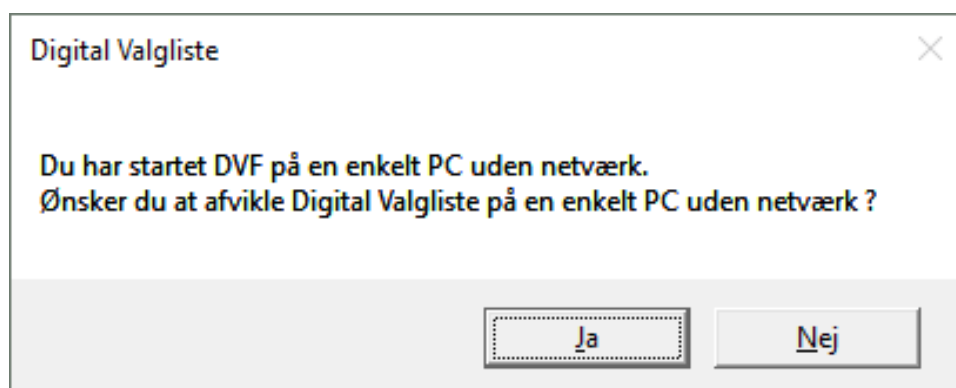 Digital Valgliste
Du har startet DVF på en enkelt PC uden netværk.
Ønsker du at afvikle Digital Valgliste på en enkelt PC uden netværk ?
Ja
Nej